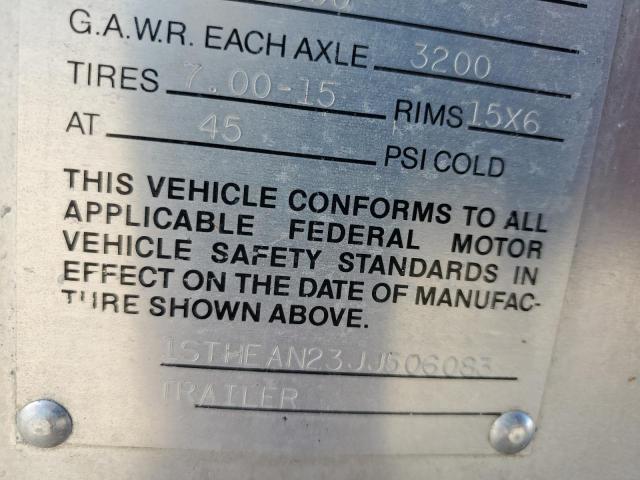 G.A.W.R. EACH AXLE 3200
TIRES 7.00-15 RIMS 15X6
AT 45 PSI COLD
THIS VEHICLE CONFORMS TO ALL
APPLICABLE FEDERAL MOTOR
VEHICLE SAFETY STANDARDS IN
EFFECT ON THE DATE OF MANUFAC-
TURE SHOWN ABOVE.
1STHEAN23JJ506083
TRAILER